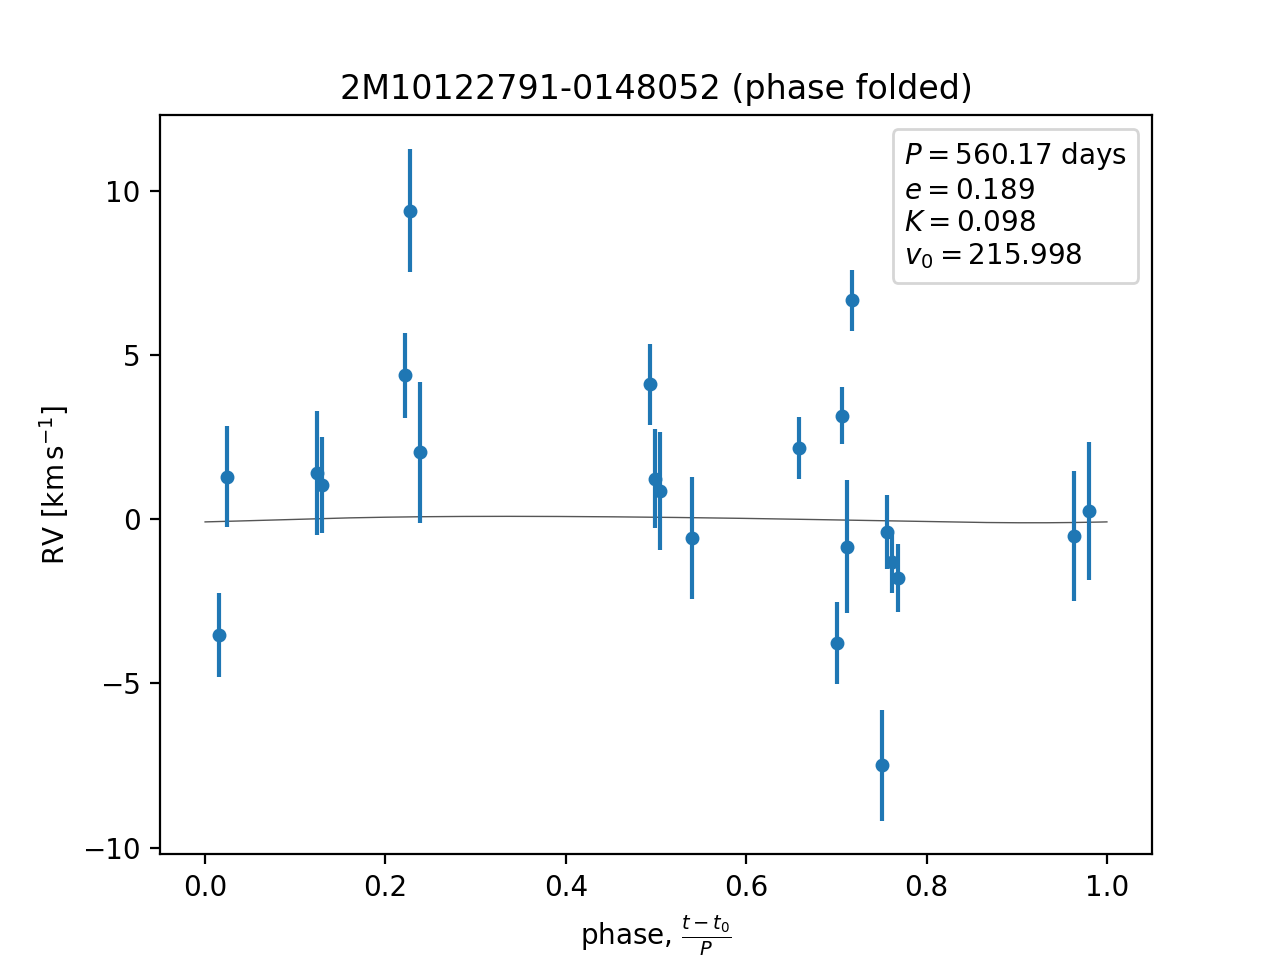 2M10122791-0148052 (phase folded)
P = 560.17 days
e = 0.189
K = 0.098
v₀ = 215.998
RV [km s⁻¹]
10
5
0
−5
−10
0.0 0.2 0.4 0.6 0.8 1.0
phase, (t − t₀)/P